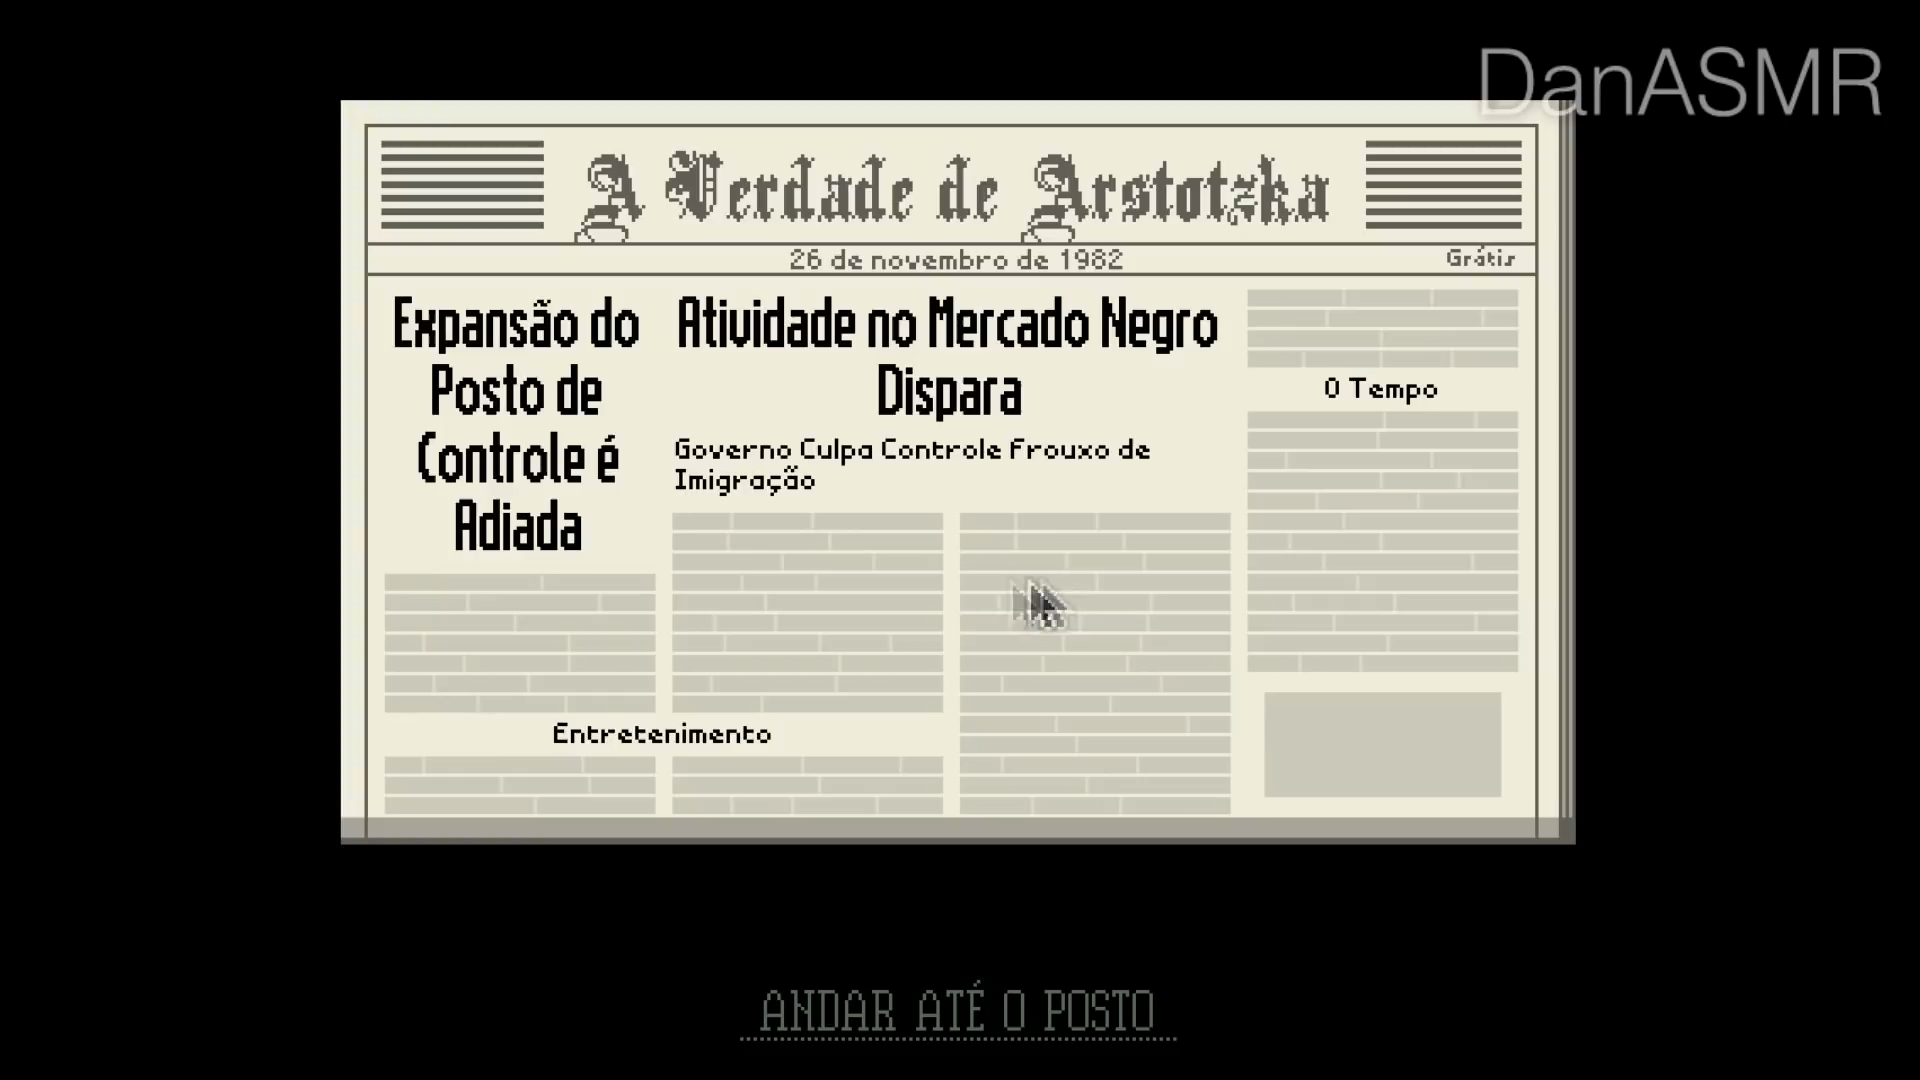 DanASMR
A Verdade de Arstotzka
26 de novembro de 1982
Grátis
Expansão do
Posto de
Controle é
Adiada
Atividade no Mercado Negro
Dispara
Governo Culpa Controle Frouxo de
Imigração
O Tempo
Entretenimento
ANDAR ATÉ O POSTO